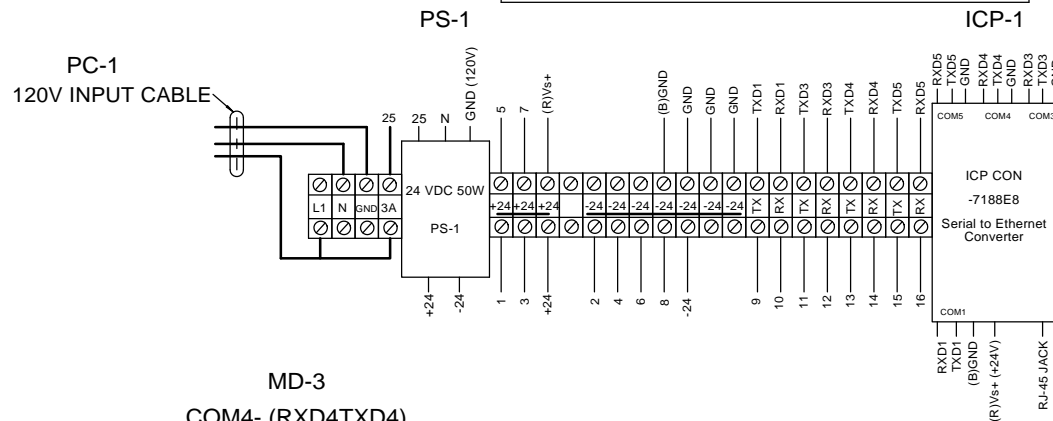 PS-1
ICP-1
PC-1
120V INPUT CABLE
25
25
N
GND (120V)
5
7
(R)Vs+
(B)GND
GND
GND
GND
TXD1
RXD1
TXD3
RXD3
TXD4
RXD4
TXD5
RXD5
RXD5
TXD5
GND
RXD4
TXD4
GND
RXD3
TXD3
COM5
COM4
COM3
L1
N
GND
3A
24 VDC 50W
PS-1
+24
+24
+24
-24
-24
-24
-24
-24
-24
-24
TX
RX
TX
RX
TX
RX
TX
RX
ICP CON
-7188E8
Serial to Ethernet
Converter
COM1
+24
-24
1
3
+24
2
4
6
8
-24
9
10
11
12
13
14
15
16
RXD1
TXD1
(B)GND
(R)Vs+ (+24V)
RJ-45 JACK
MD-3
COM4- (RXD4TXD4)